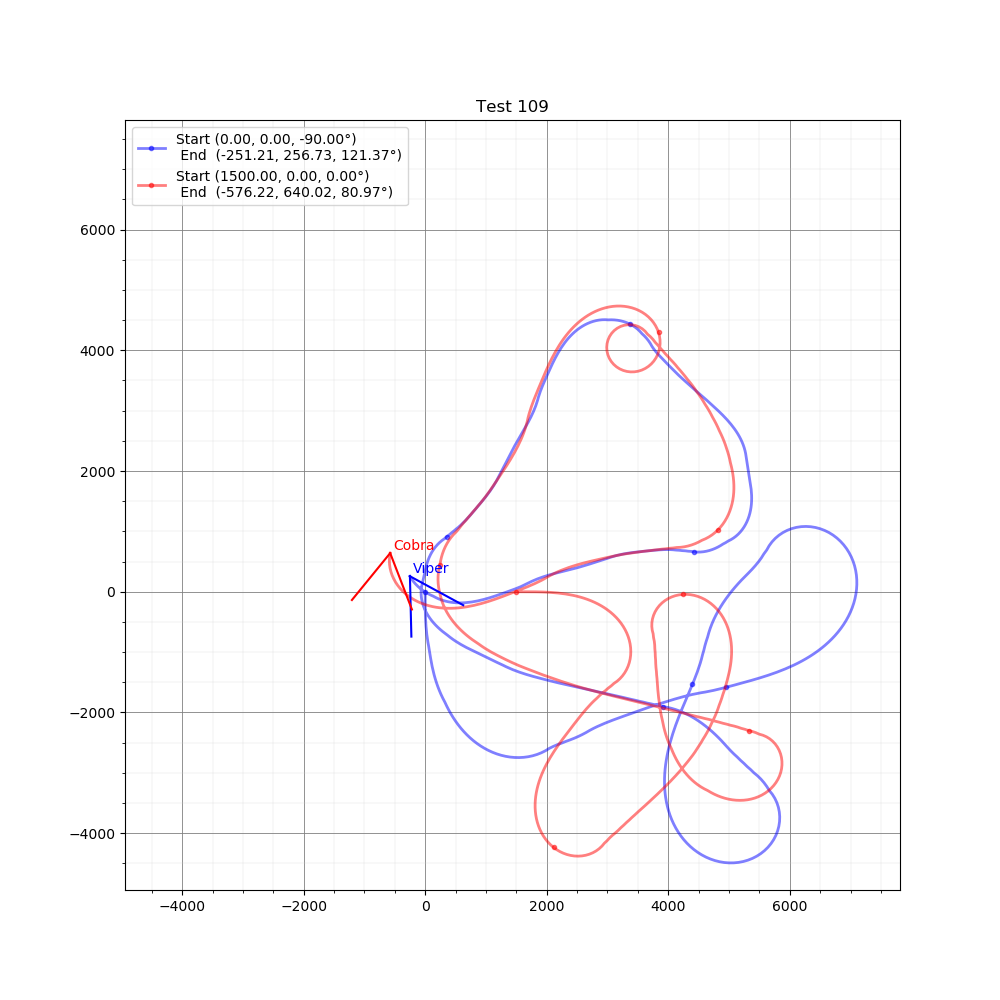 Test 109
Start (0.00, 0.00, -90.00°)
End (-251.21, 256.73, 121.37°)
Start (1500.00, 0.00, 0.00°)
End (-576.22, 640.02, 80.97°)
6000
4000
2000
Cobra
Viper
0
−2000
−4000
−4000 −2000 0 2000 4000 6000